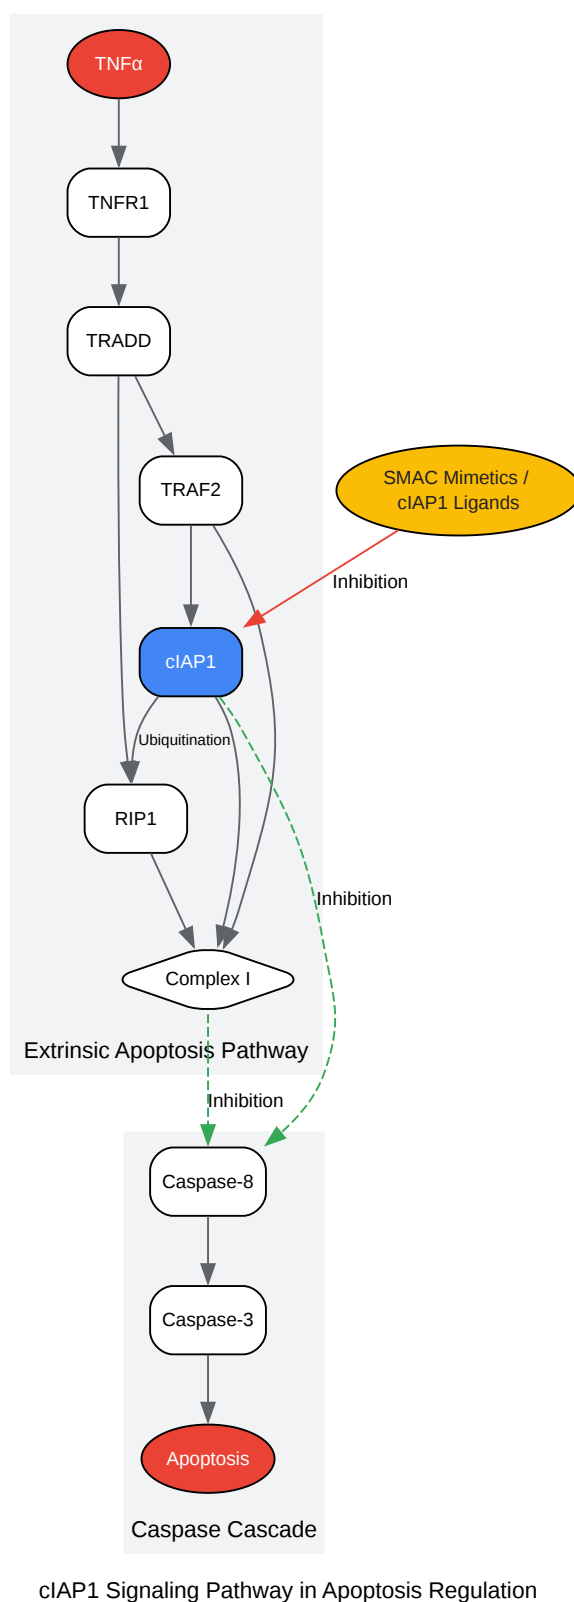 TNFα
TNFR1
TRADD
TRAF2
SMAC Mimetics /
cIAP1 Ligands
Inhibition
cIAP1
Ubiquitination
RIP1
Inhibition
Complex I
Extrinsic Apoptosis Pathway
Inhibition
Caspase-8
Caspase-3
Apoptosis
Caspase Cascade
cIAP1 Signaling Pathway in Apoptosis Regulation